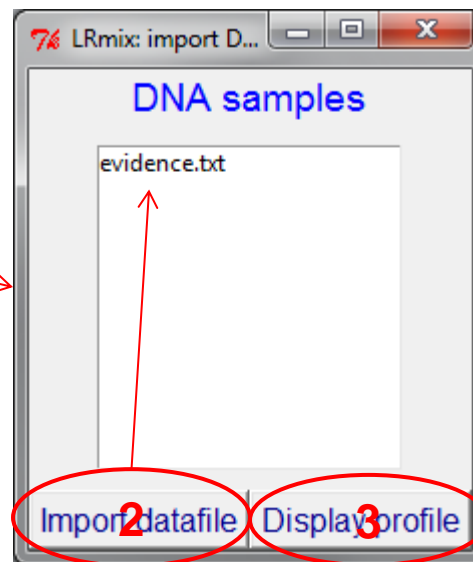 LRmix: import D...
DNA samples
evidence.txt
Import datafile Display profile
2 3